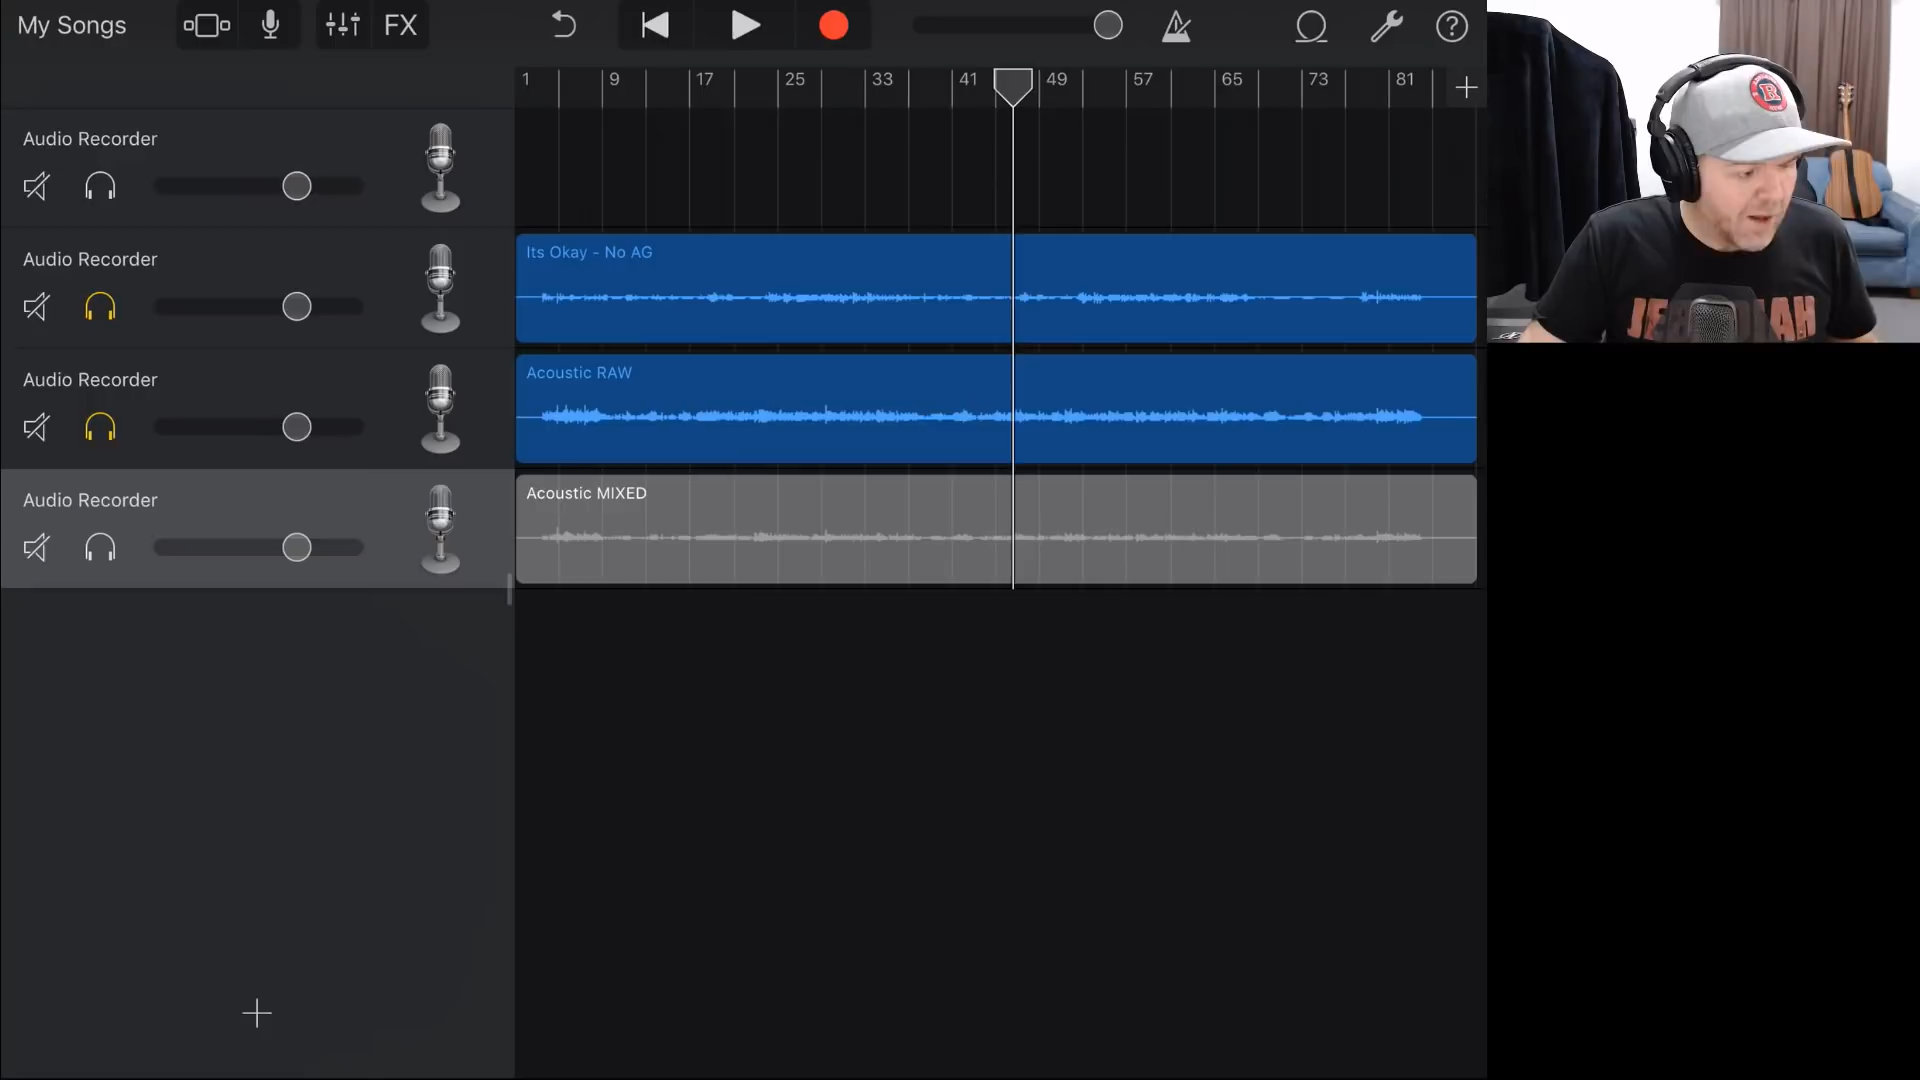 My Songs
FX
1 9 17 25 33 41 49 57 65 73 81
Audio Recorder
Audio Recorder
Its Okay - No AG
Audio Recorder
Acoustic RAW
Audio Recorder
Acoustic MIXED
R